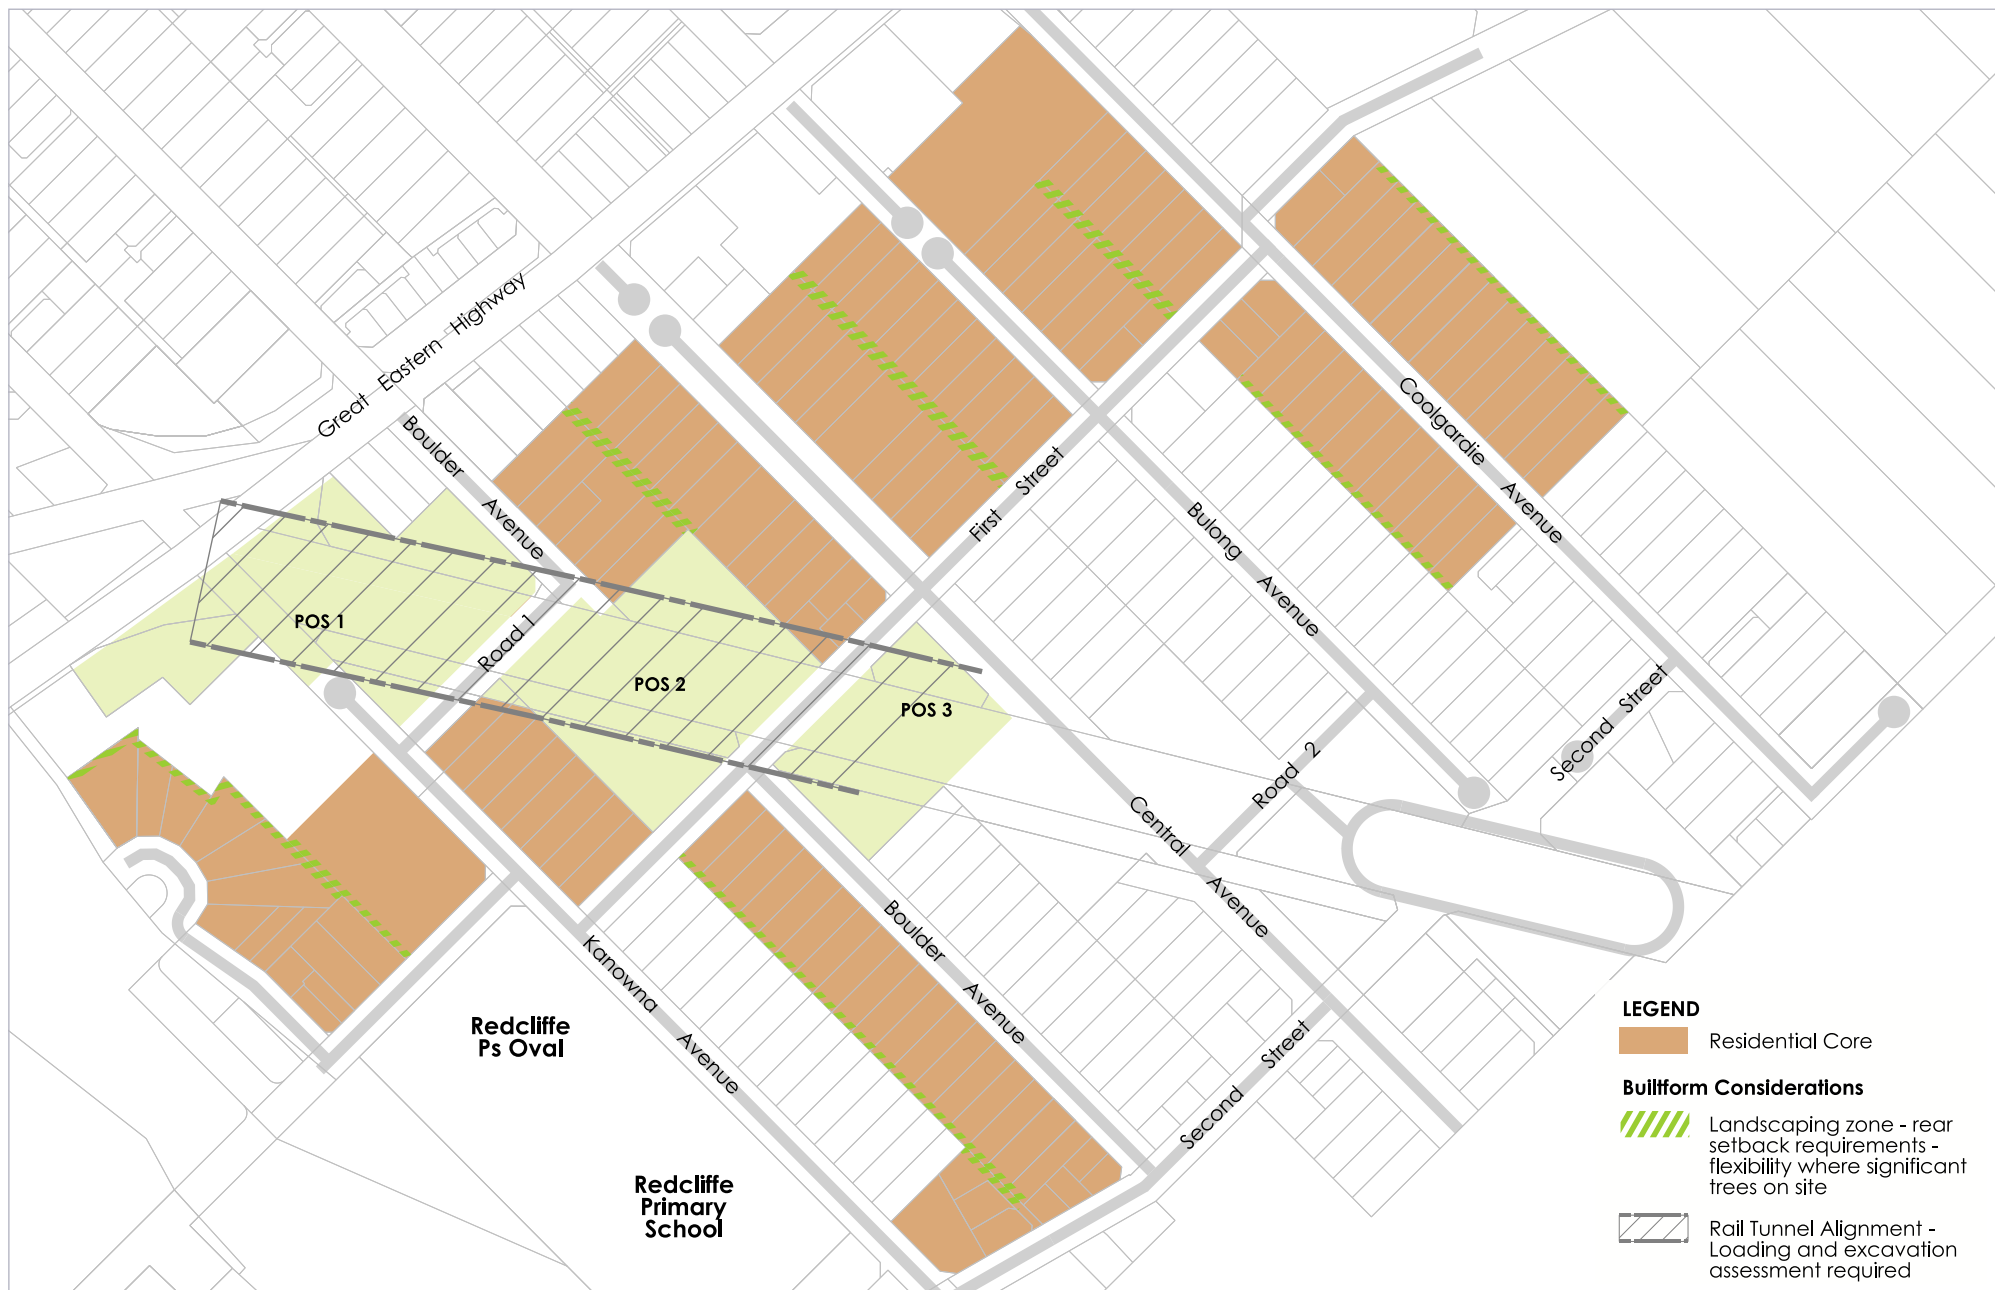 Great Eastern Highway
Boulder Avenue
First Street
Coolgardie Avenue
Bulong Avenue
POS 1
Road 1
POS 2
POS 3
Second Street
Road 2
Central Avenue
Boulder Avenue
Kanowna Avenue
Second Street
Redcliffe
Ps Oval
Redcliffe
Primary
School
LEGEND
Residential Core
Builtform Considerations
Landscaping zone - rear
setback requirements -
flexibility where significant
trees on site
Rail Tunnel Alignment -
Loading and excavation
assessment required